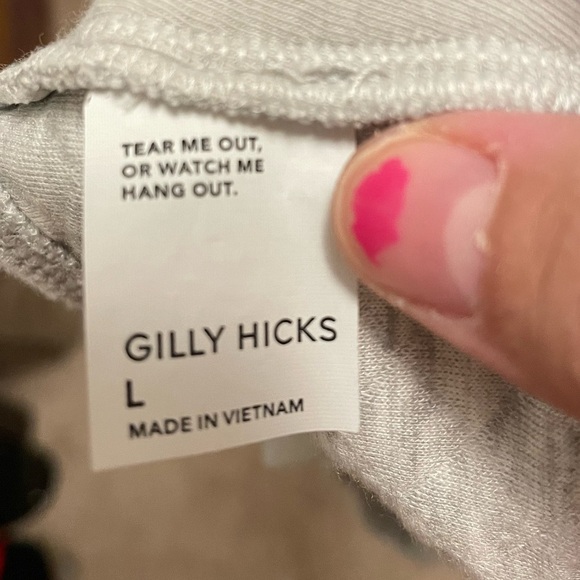 TEAR ME OUT,
OR WATCH ME
HANG OUT.
GILLY HICKS
L
MADE IN VIETNAM